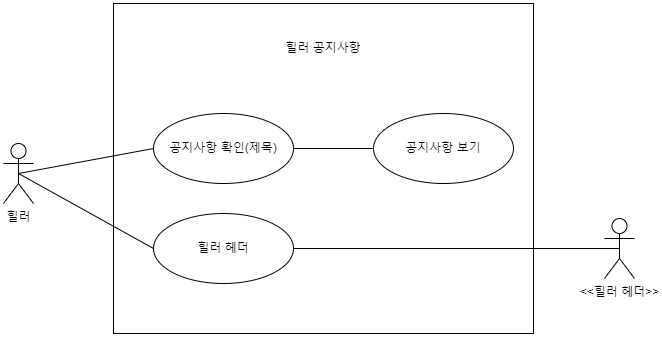 힐러 공지사항
공지사항 확인(제목)
공지사항 보기
힐러
힐러 헤더
<<힐러 헤더>>